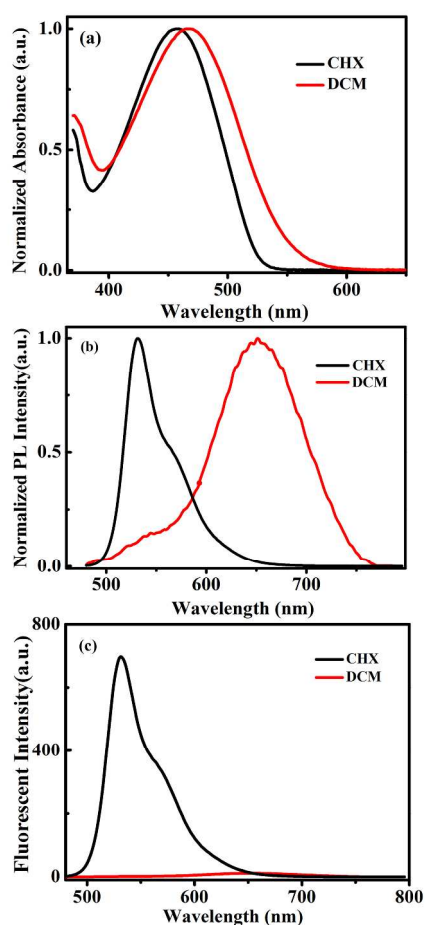 (a)
CHX
DCM
Normalized Absorbance (a.u.)
1.0
0.5
0.0
400 500 600
Wavelength (nm)
(b)
CHX
DCM
Normalized PL Intensity(a.u.)
1.0
0.5
0.0
500 600 700
Wavelength (nm)
(c)
CHX
DCM
Fluorescent Intensity(a.u.)
800
400
0
500 600 700 800
Wavelength (nm)